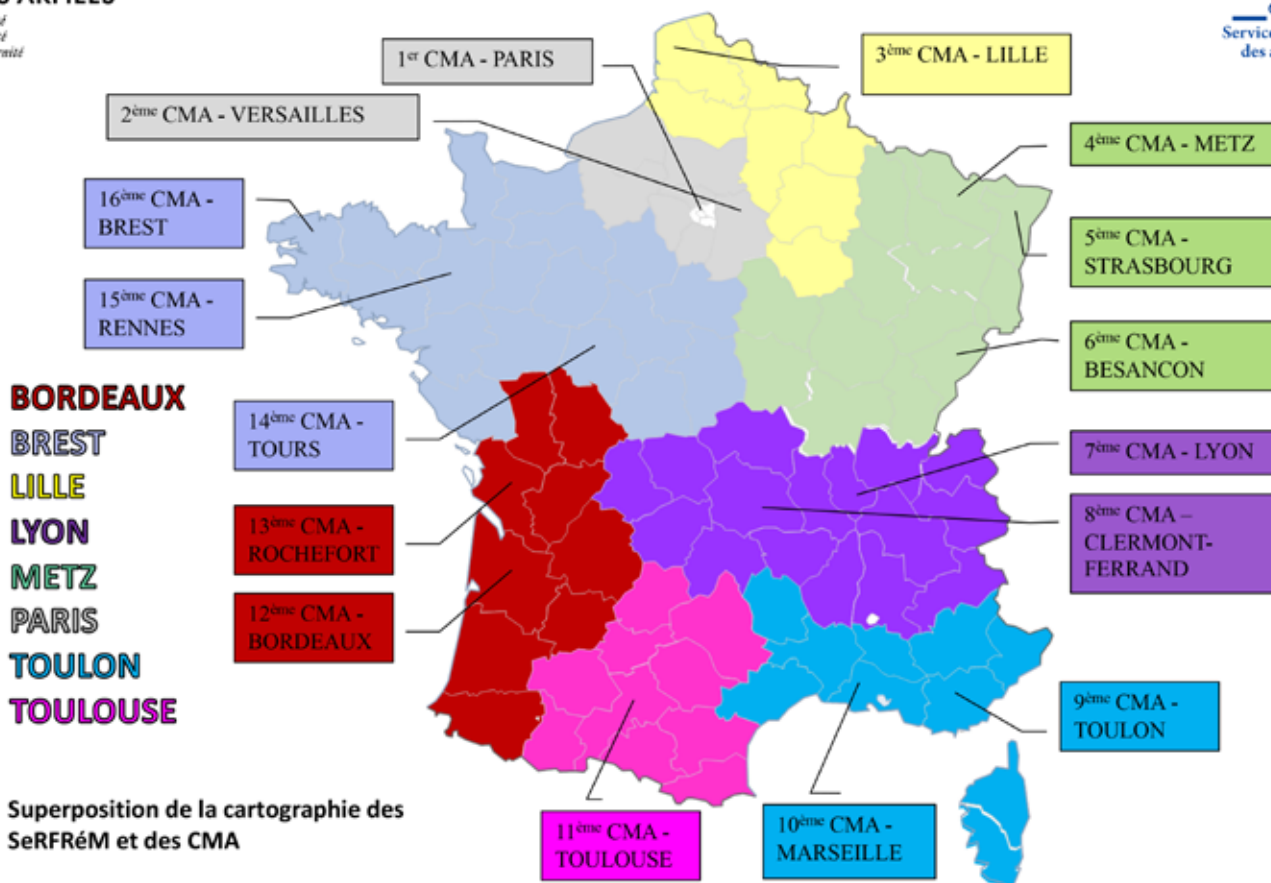 1er CMA - PARIS
2ème CMA - VERSAILLES
3ème CMA - LILLE
Service
des a
4ème CMA - METZ
16ème CMA -
BREST
5ème CMA -
STRASBOURG
15ème CMA -
RENNES
6ème CMA -
BESANCON
BORDEAUX
BREST
LILLE
LYON
METZ
PARIS
TOULON
TOULOUSE
14ème CMA -
TOURS
7ème CMA - LYON
13ème CMA -
ROCHEFORT
8ème CMA –
CLERMONT-
FERRAND
12ème CMA -
BORDEAUX
9ème CMA -
TOULON
Superposition de la cartographie des
SeRFRéM et des CMA
11ème CMA -
TOULOUSE
10ème CMA -
MARSEILLE